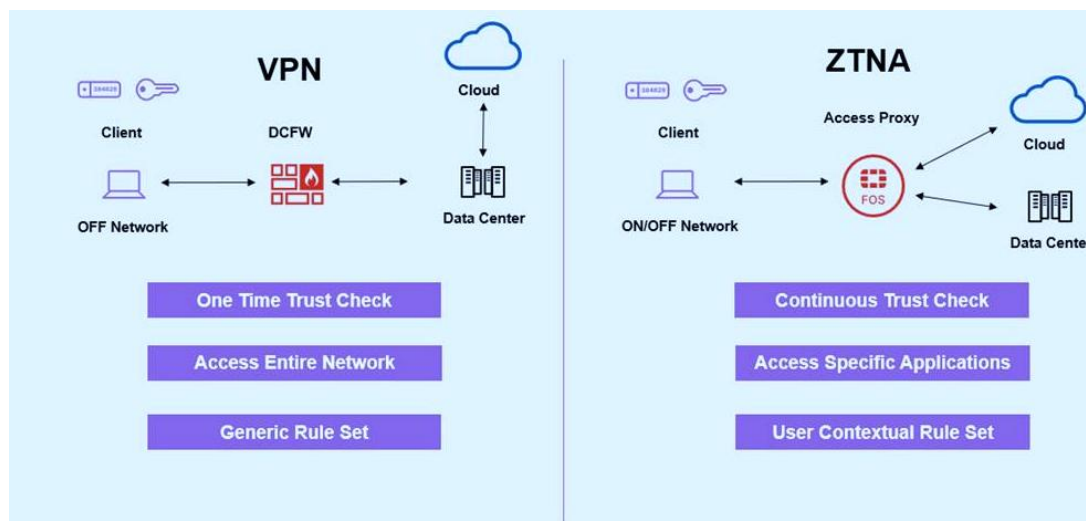 VPN
Cloud
Client
DCFW
OFF Network
Data Center
One Time Trust Check
Access Entire Network
Generic Rule Set
ZTNA
Client
Access Proxy
Cloud
FOS
ON/OFF Network
Data Cente
Continuous Trust Check
Access Specific Applications
User Contextual Rule Set